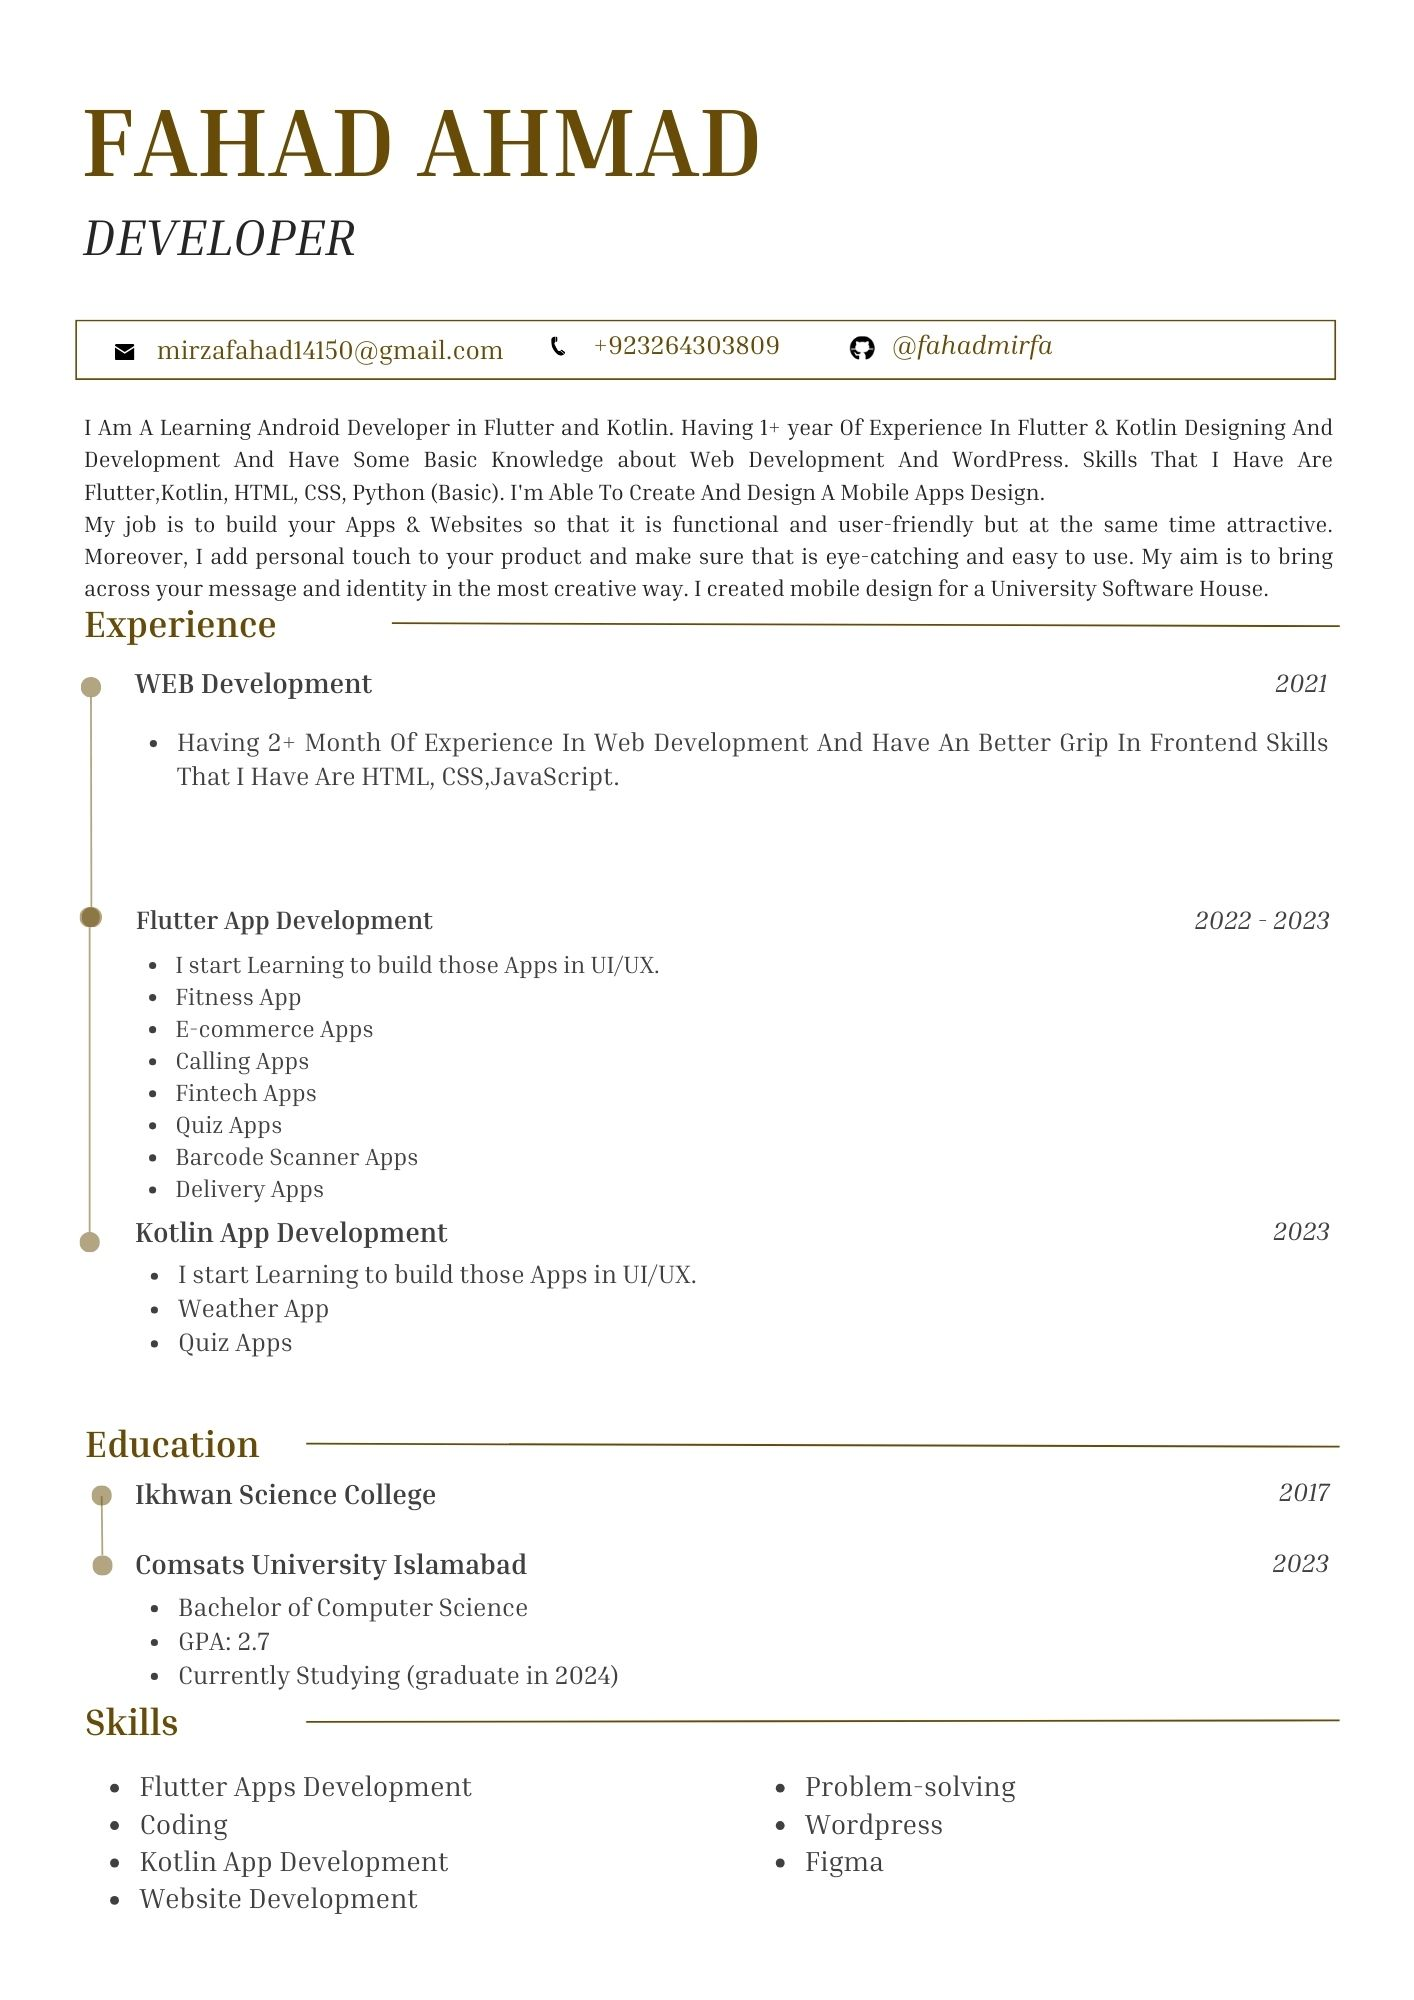 FAHAD AHMAD
DEVELOPER
mirzafahad14150@gmail.com +923264303809 @fahadmirfa
I Am A Learning Android Developer in Flutter and Kotlin. Having 1+ year Of Experience In Flutter & Kotlin Designing And
Development And Have Some Basic Knowledge about Web Development And WordPress. Skills That I Have Are
Flutter,Kotlin, HTML, CSS, Python (Basic). I'm Able To Create And Design A Mobile Apps Design.
My job is to build your Apps & Websites so that it is functional and user-friendly but at the same time attractive.
Moreover, I add personal touch to your product and make sure that is eye-catching and easy to use. My aim is to bring
across your message and identity in the most creative way. I created mobile design for a University Software House.
Experience
WEB Development 2021
• Having 2+ Month Of Experience In Web Development And Have An Better Grip In Frontend Skills
That I Have Are HTML, CSS,JavaScript.
Flutter App Development 2022 - 2023
• I start Learning to build those Apps in UI/UX.
• Fitness App
• E-commerce Apps
• Calling Apps
• Fintech Apps
• Quiz Apps
• Barcode Scanner Apps
• Delivery Apps
Kotlin App Development 2023
• I start Learning to build those Apps in UI/UX.
• Weather App
• Quiz Apps
Education
Ikhwan Science College 2017
Comsats University Islamabad 2023
• Bachelor of Computer Science
• GPA: 2.7
• Currently Studying (graduate in 2024)
Skills
• Flutter Apps Development
• Coding
• Kotlin App Development
• Website Development
• Problem-solving
• Wordpress
• Figma